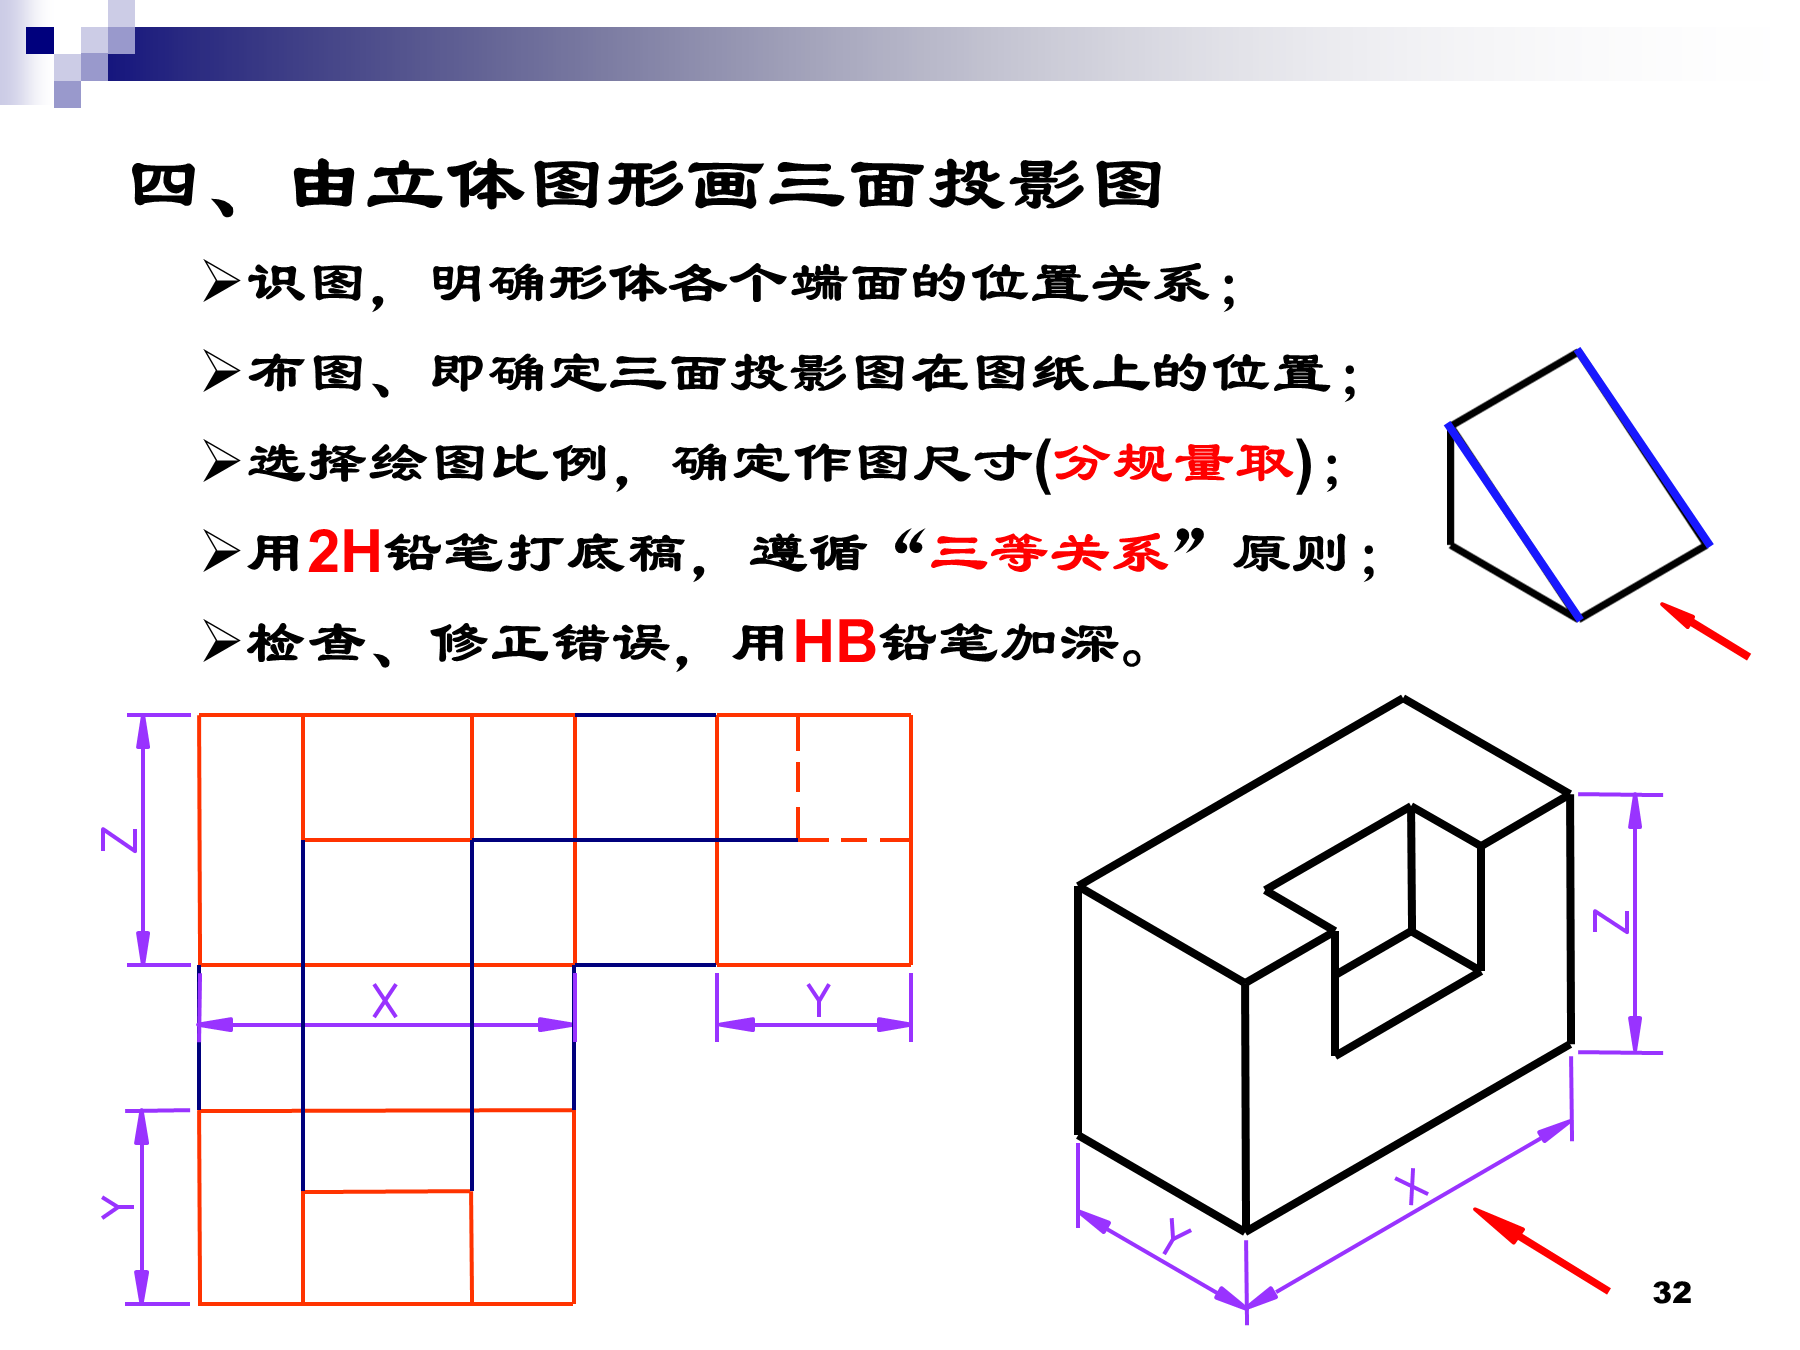 四、由立体图形画三面投影图
识图，明确形体各个端面的位置关系；
布图、即确定三面投影图在图纸上的位置；
选择绘图比例，确定作图尺寸(分规量取)；
用2H铅笔打底稿，遵循“三等关系”原则；
检查、修正错误，用HB铅笔加深。
Z
X
Y
Y
Z
X
Y
32